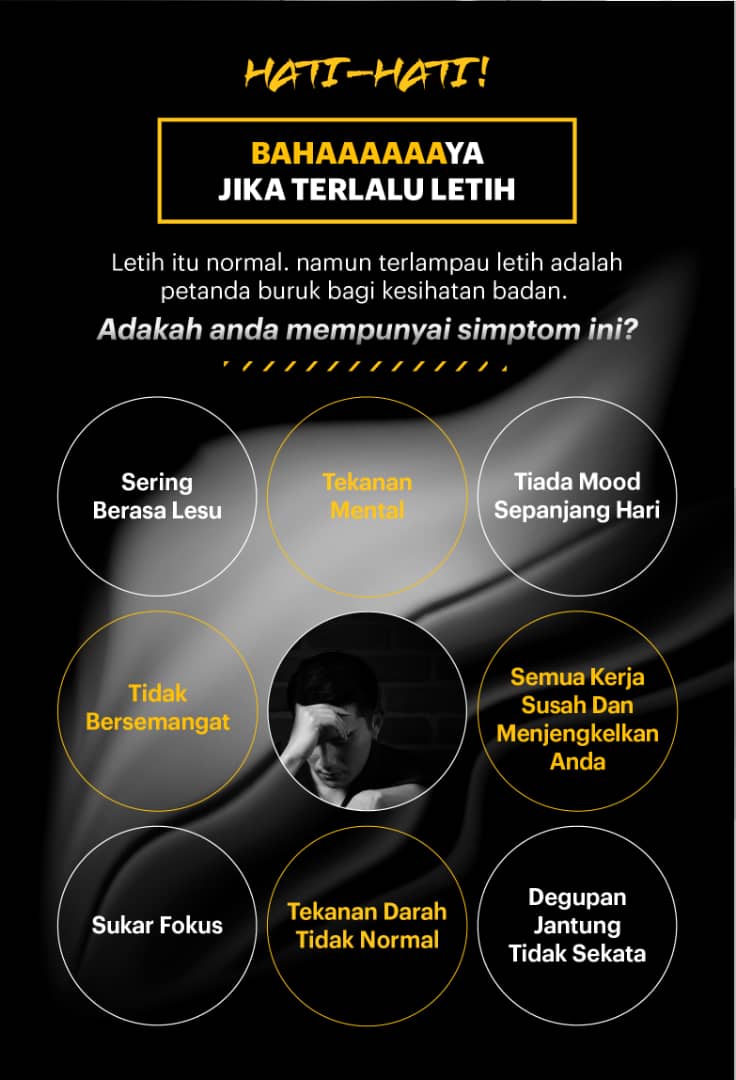 HATI-HATI!
BAHAAAAAAYA
JIKA TERLALU LETIH
Letih itu normal. namun terlampau letih adalah
petanda buruk bagi kesihatan badan.
Adakah anda mempunyai simptom ini?
Sering
Berasa Lesu
Tekanan
Mental
Tiada Mood
Sepanjang Hari
Tidak
Bersemangat
Semua Kerja
Susah Dan
Menjengkelkan
Anda
Sukar Fokus
Tekanan Darah
Tidak Normal
Degupan
Jantung
Tidak Sekata